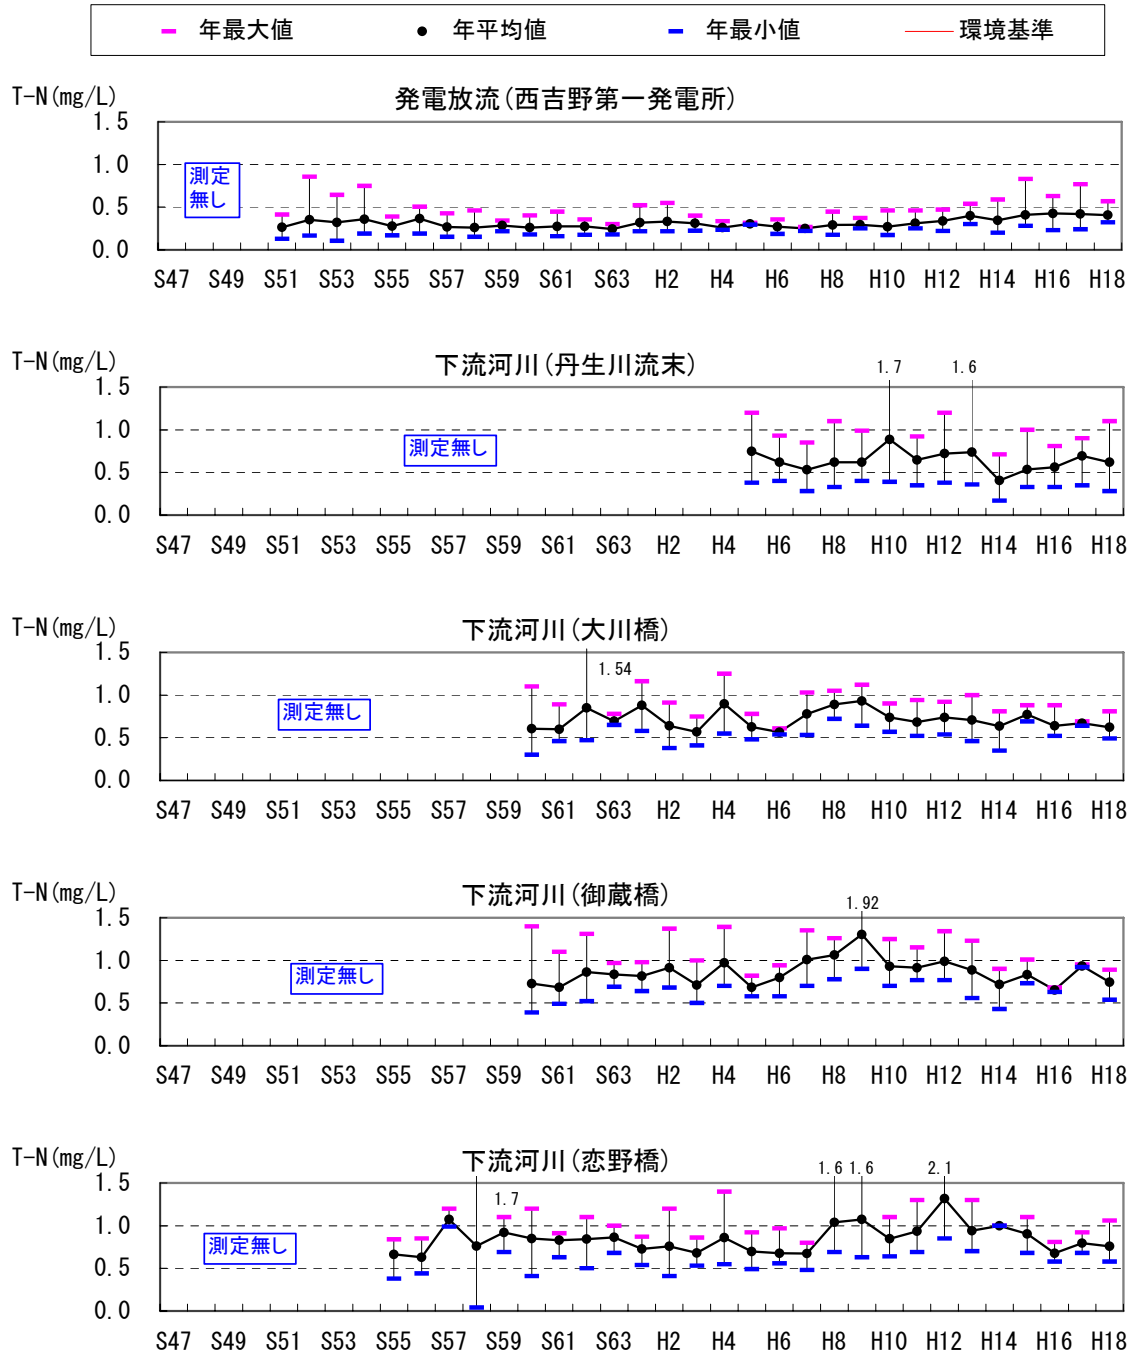 年最大値 年平均値 年最小値 環境基準
T-N(mg/L) 発電放流(西吉野第一発電所)
1.5
1.0
測定
無し
0.5
0.0
S47 S49 S51 S53 S55 S57 S59 S61 S63 H2 H4 H6 H8 H10 H12 H14 H16 H18
T-N(mg/L) 下流河川(丹生川流末) 1.7 1.6
1.5
1.0
測定無し
0.5
0.0
S47 S49 S51 S53 S55 S57 S59 S61 S63 H2 H4 H6 H8 H10 H12 H14 H16 H18
T-N(mg/L) 下流河川(大川橋)
1.5
1.54
1.0
測定無し
0.5
0.0
S47 S49 S51 S53 S55 S57 S59 S61 S63 H2 H4 H6 H8 H10 H12 H14 H16 H18
T-N(mg/L) 下流河川(御蔵橋) 1.92
1.5
1.0
測定無し
0.5
0.0
S47 S49 S51 S53 S55 S57 S59 S61 S63 H2 H4 H6 H8 H10 H12 H14 H16 H18
T-N(mg/L) 下流河川(恋野橋) 1.6 1.6 2.1
1.5
1.7
1.0
測定無し
0.5
0.0
S47 S49 S51 S53 S55 S57 S59 S61 S63 H2 H4 H6 H8 H10 H12 H14 H16 H18